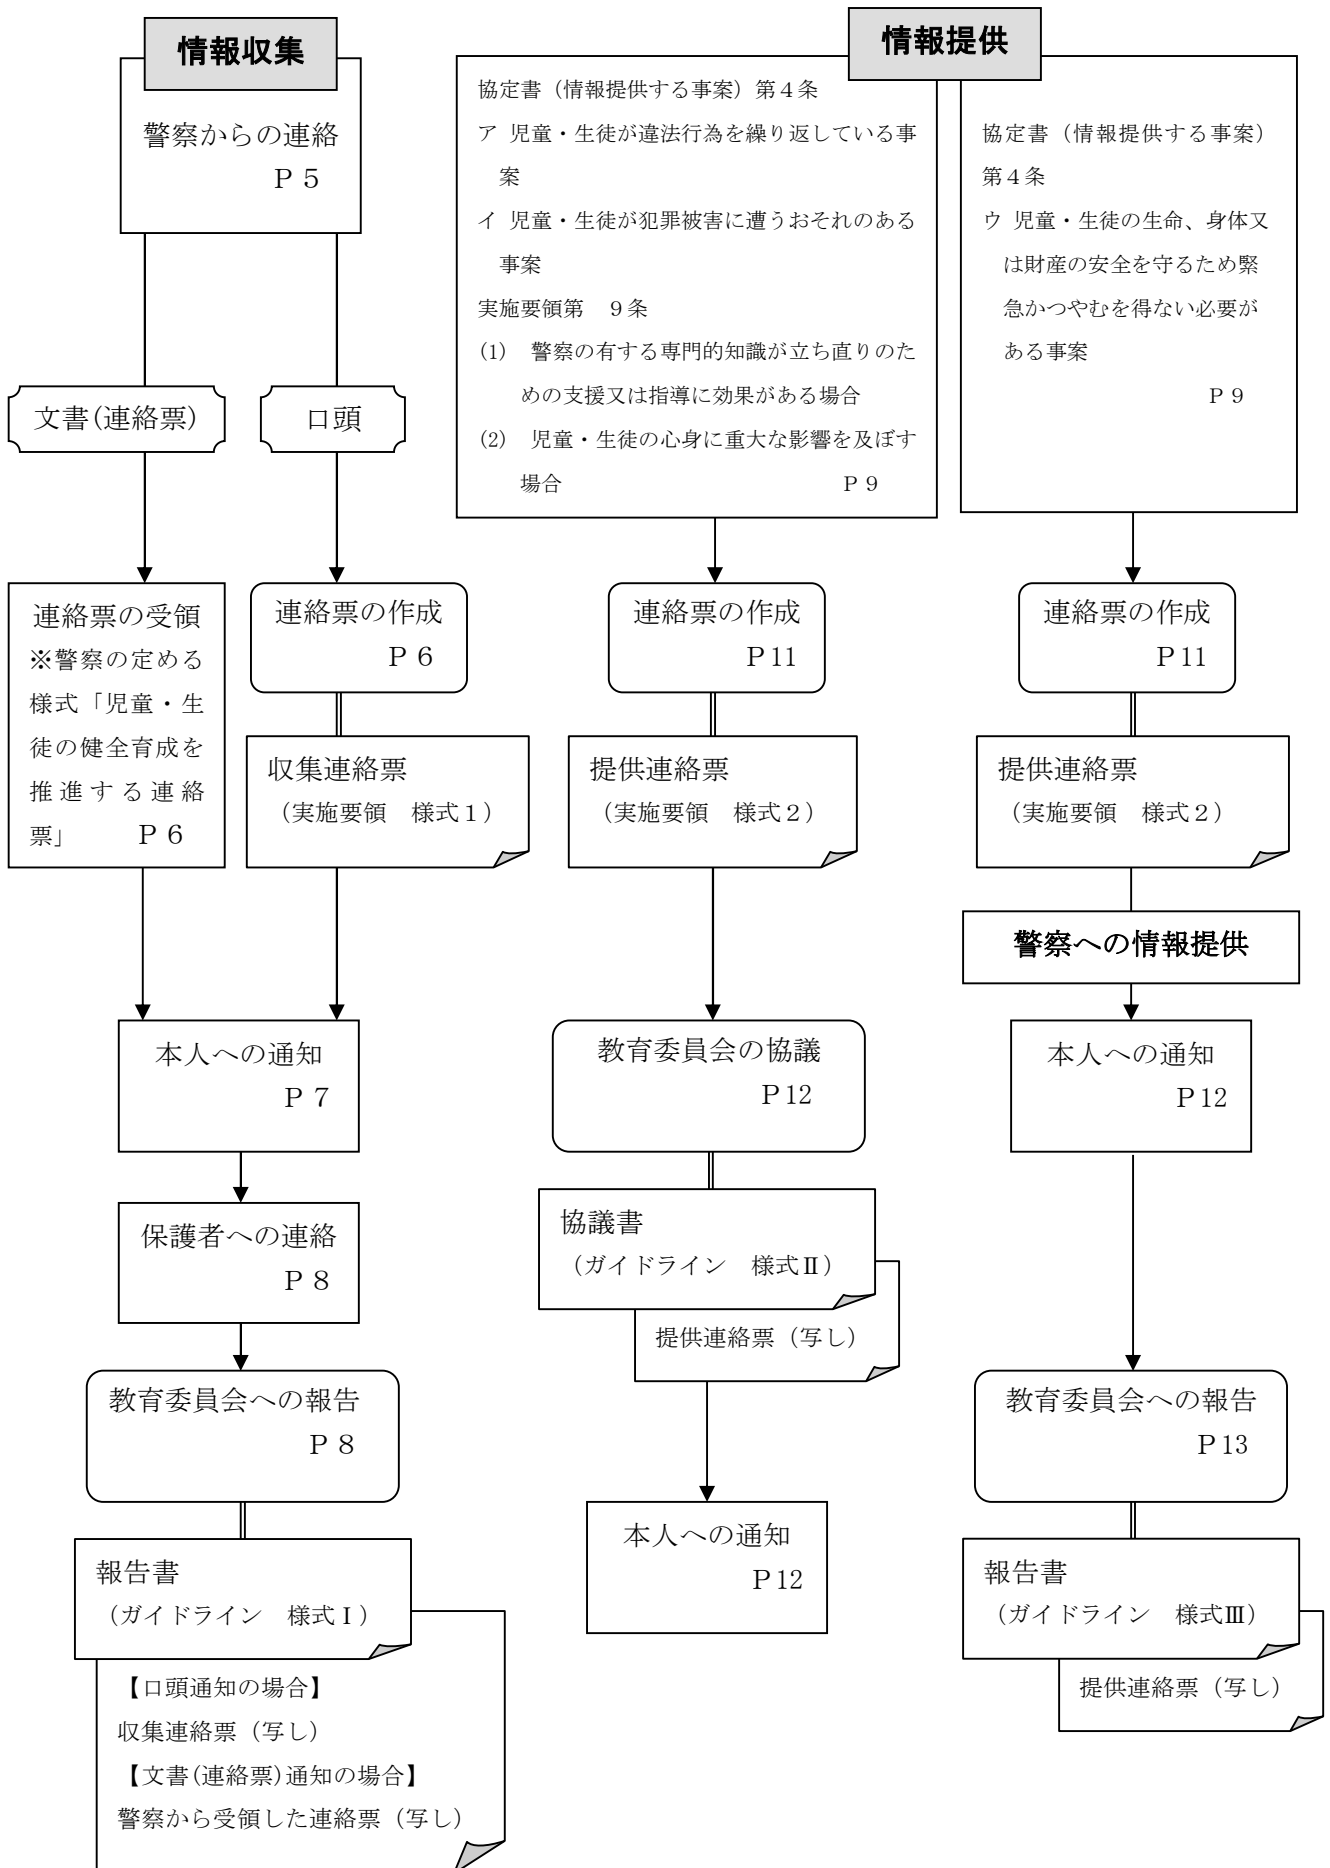 情報収集
警察からの連絡
Ｐ５
文書(連絡票)
口頭
連絡票の受領
※警察の定める
様式「児童・生
徒の健全育成を
推進する連絡
票」　Ｐ６
連絡票の作成
Ｐ６
収集連絡票
（実施要領　様式１）
本人への通知
Ｐ７
保護者への連絡
Ｐ８
教育委員会への報告
Ｐ８
報告書
（ガイドライン　様式Ⅰ）
【口頭通知の場合】
収集連絡票（写し）
【文書(連絡票)通知の場合】
警察から受領した連絡票（写し）
情報提供
協定書（情報提供する事案）第４条
ア 児童・生徒が違法行為を繰り返している事
案
イ 児童・生徒が犯罪被害に遭うおそれのある
事案
実施要領第　９条
(1)　警察の有する専門的知識が立ち直りのた
めの支援又は指導に効果がある場合
(2)　児童・生徒の心身に重大な影響を及ぼす
場合　Ｐ９
連絡票の作成
Ｐ11
提供連絡票
（実施要領　様式２）
教育委員会の協議
Ｐ12
協議書
（ガイドライン　様式Ⅱ）
提供連絡票（写し）
本人への通知
Ｐ12
協定書（情報提供する事案）
第４条
ウ 児童・生徒の生命、身体又
は財産の安全を守るため緊
急かつやむを得ない必要が
ある事案
Ｐ９
連絡票の作成
Ｐ11
提供連絡票
（実施要領　様式２）
警察への情報提供
本人への通知
Ｐ12
教育委員会への報告
Ｐ13
報告書
（ガイドライン　様式Ⅲ）
提供連絡票（写し）